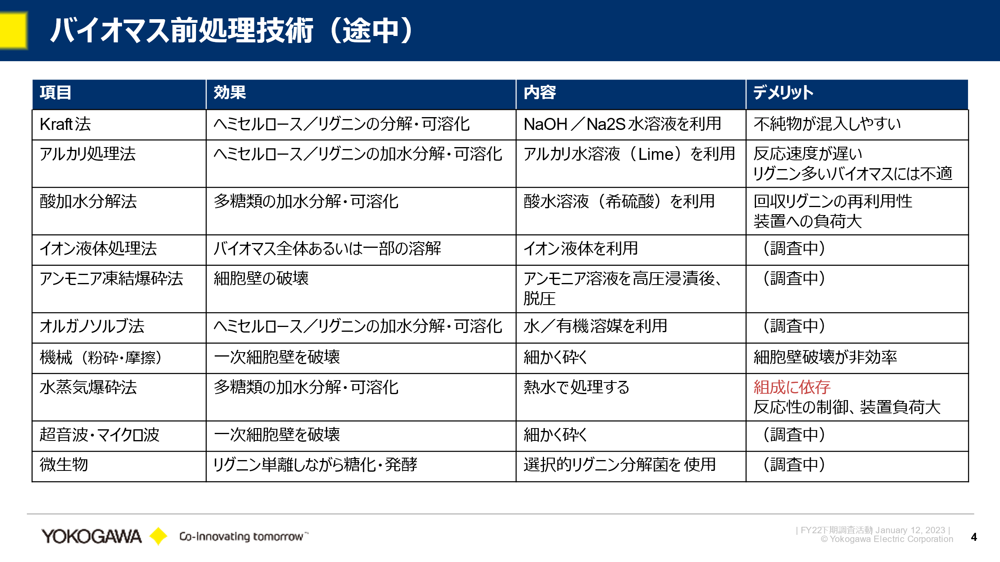 バイオマス前処理技術（途中）
項目 効果 内容 デメリット
Kraft法 ヘミセルロース／リグニンの分解・可溶化 NaOH／Na2S水溶液を利用 不純物が混入しやすい
アルカリ処理法 ヘミセルロース／リグニンの加水分解・可溶化 アルカリ水溶液（Lime）を利用 反応速度が遅い
リグニン多いバイオマスには不適
酸加水分解法 多糖類の加水分解・可溶化 酸水溶液（希硫酸）を利用 回収リグニンの再利用性
装置への負荷大
イオン液体処理法 バイオマス全体あるいは一部の溶解 イオン液体を利用 （調査中）
アンモニア凍結爆砕法 細胞壁の破壊 アンモニア溶液を高圧浸漬後、 （調査中）
脱圧
オルガノソルブ法 ヘミセルロース／リグニンの加水分解・可溶化 水／有機溶媒を利用 （調査中）
機械（粉砕・摩擦） 一次細胞壁を破壊 細かく砕く 細胞壁破壊が非効率
水蒸気爆砕法 多糖類の加水分解・可溶化 熱水で処理する 組成に依存
反応性の制御、装置負荷大
超音波・マイクロ波 一次細胞壁を破壊 細かく砕く （調査中）
微生物 リグニン単離しながら糖化・発酵 選択的リグニン分解菌を使用 （調査中）
YOKOGAWA Co-innovating tomorrow™
| FY22下期調査活動| January 12, 2023 |
© Yokogawa Electric Corporation
4